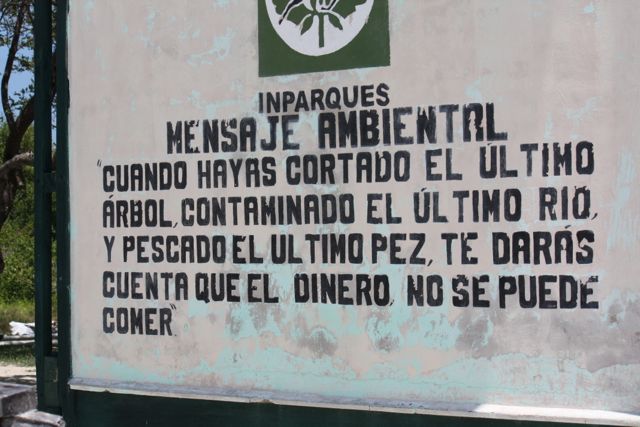 INPARQUES
MENSAJE AMBIENTAL
"CUANDO HAYAS CORTADO EL ÚLTIMO
ÁRBOL, CONTAMINADO EL ÚLTIMO RIO,
Y PESCADO EL ULTIMO PEZ, TE DARÁS
CUENTA QUE EL DINERO NO SE PUEDE
COMER"